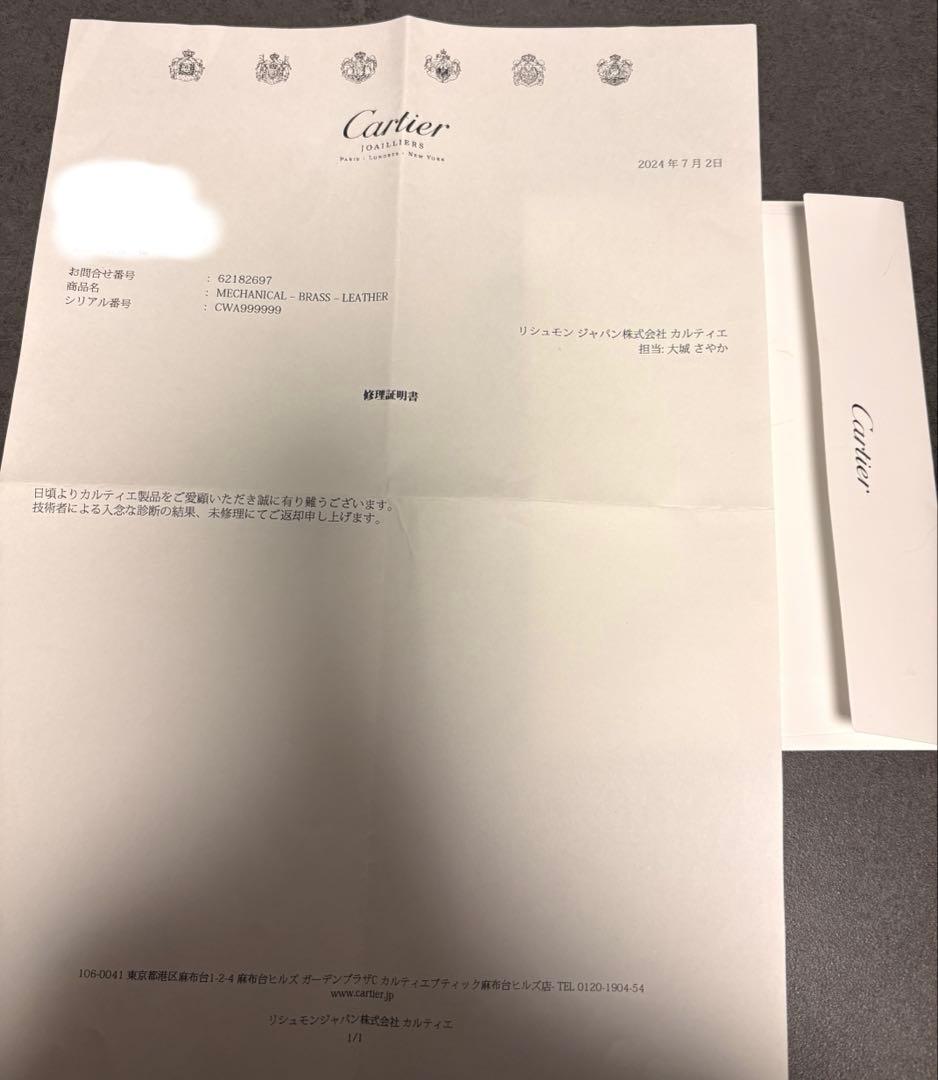 Cartier
JOAILLIERS
PARIS - LONDRES - NEW YORK
2024 年 7 月 2日
お問合せ番号 : 62182697
商品名 : MECHANICAL – BRASS – LEATHER
シリアル番号 : CWA999999
リシュモン ジャパン株式会社 カルティエ
担当: 大城 さやか
修理証明書
日頃よりカルティエ製品をご愛顧いただき誠に有り難うございます。
技術者による入念な診断の結果、未修理にてご返却申し上げます。
106-0041 東京都港区麻布台1-2-4 麻布台ヒルズ ガーデンプラザC カルティエブティック麻布台ヒルズ店- TEL 0120-1904-54
www.cartier.jp
リシュモンジャパン株式会社 カルティエ
1/1
Cartier